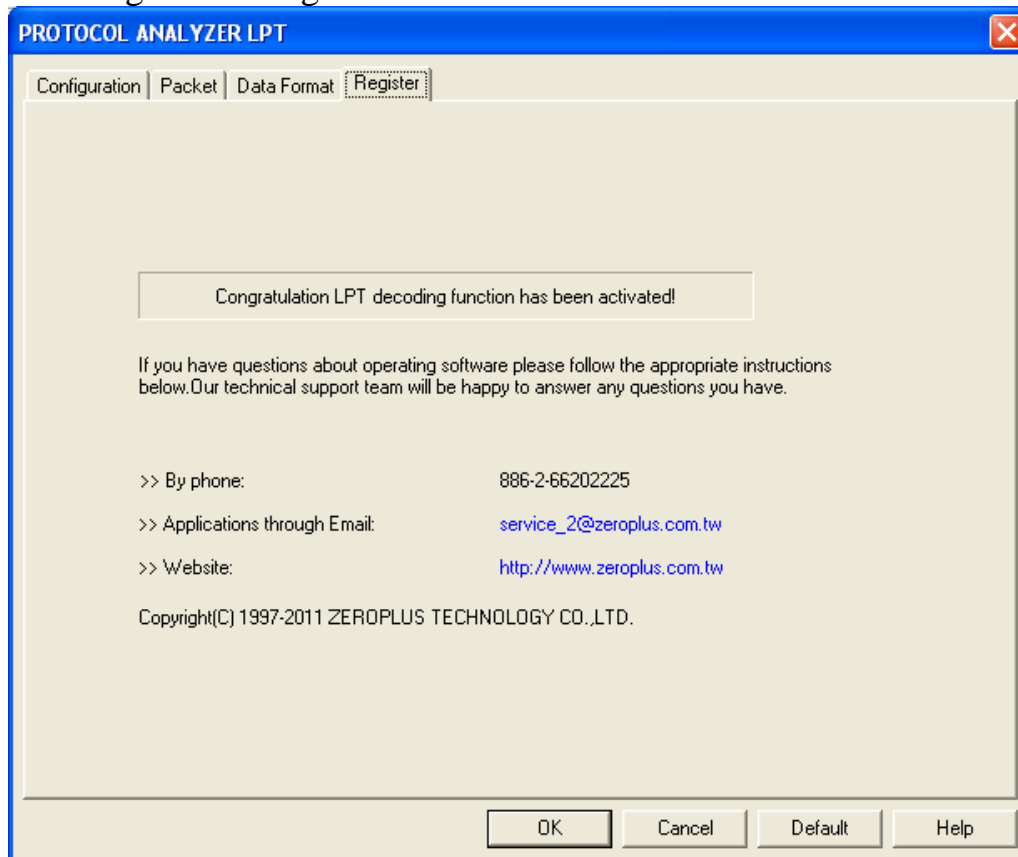 PROTOCOL ANALYZER LPT
Configuration Packet Data Format Register
Congratulation LPT decoding function has been activated!
If you have questions about operating software please follow the appropriate instructions
below.Our technical support team will be happy to answer any questions you have.
>> By phone: 886-2-66202225
>> Applications through Email: service_2@zeroplus.com.tw
>> Website: http://www.zeroplus.com.tw
Copyright(C) 1997-2011 ZEROPLUS TECHNOLOGY CO.,LTD.
OK Cancel Default Help